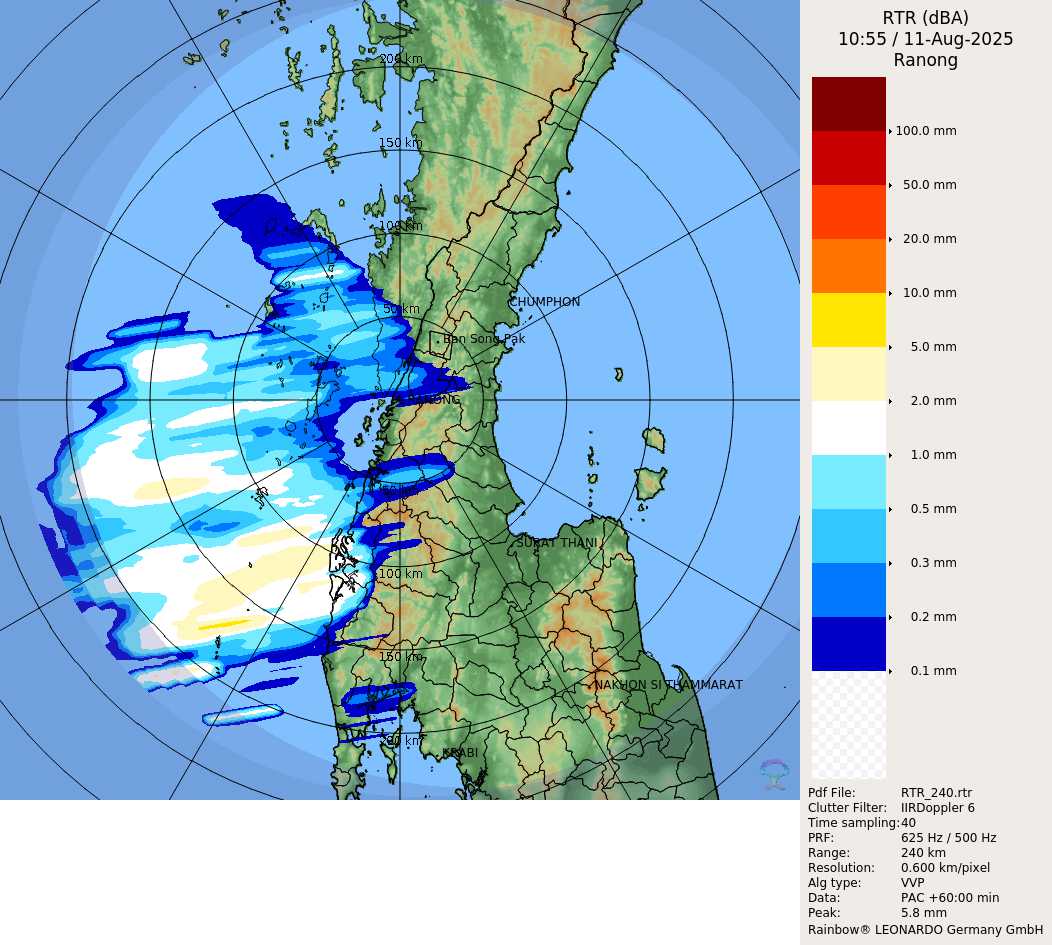 RTR (dBA)
10:55 / 11-Aug-2025
Ranong
200 km
150 km
100 km
50 km
CHUMPHON
Ban Song Pak
RANONG
50 km
SURAT THANI
100 km
150 km
NAKHON SI THAMMARAT
200 km
KRABI
100.0 mm
50.0 mm
20.0 mm
10.0 mm
5.0 mm
2.0 mm
1.0 mm
0.5 mm
0.3 mm
0.2 mm
0.1 mm
Pdf File: RTR_240.rtr
Clutter Filter: IIRDoppler 6
Time sampling: 40
PRF: 625 Hz / 500 Hz
Range: 240 km
Resolution: 0.600 km/pixel
Alg type: VVP
Data: PAC +60:00 min
Peak: 5.8 mm
Rainbow® LEONARDO Germany GmbH